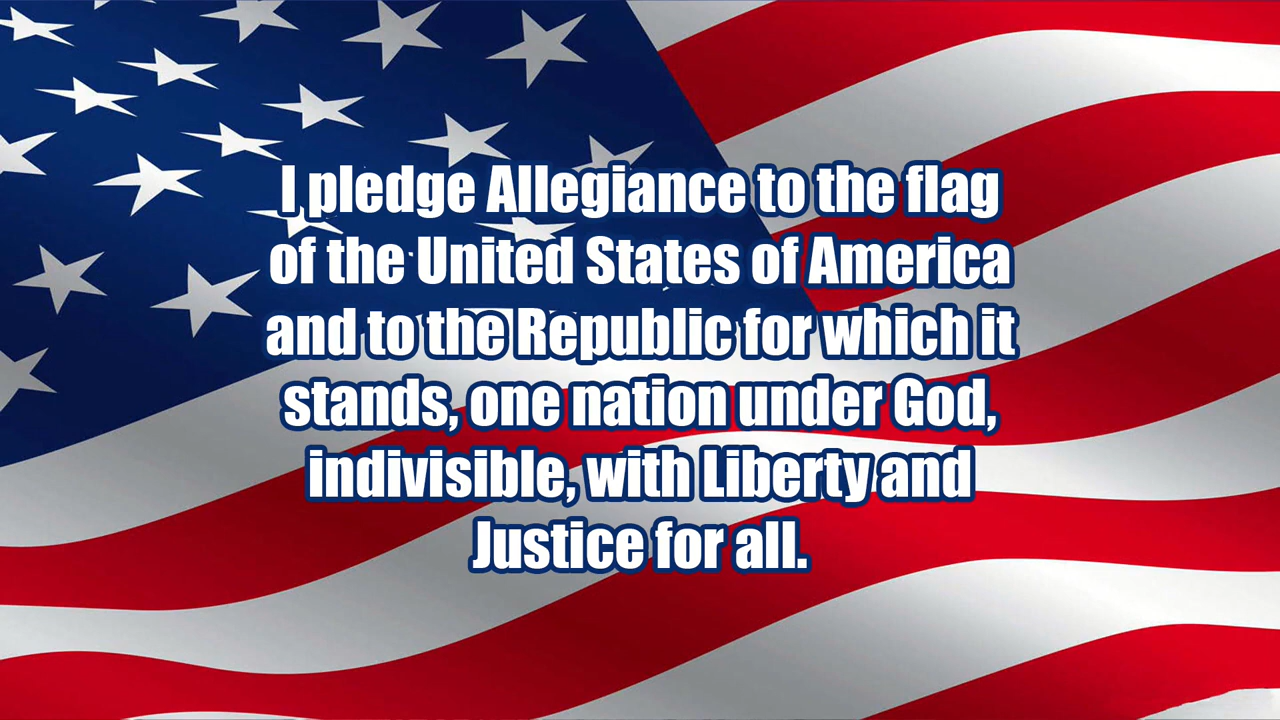 I pledge Allegiance to the flag
of the United States of America
and to the Republic for which it
stands, one nation under God,
indivisible, with Liberty and
Justice for all.